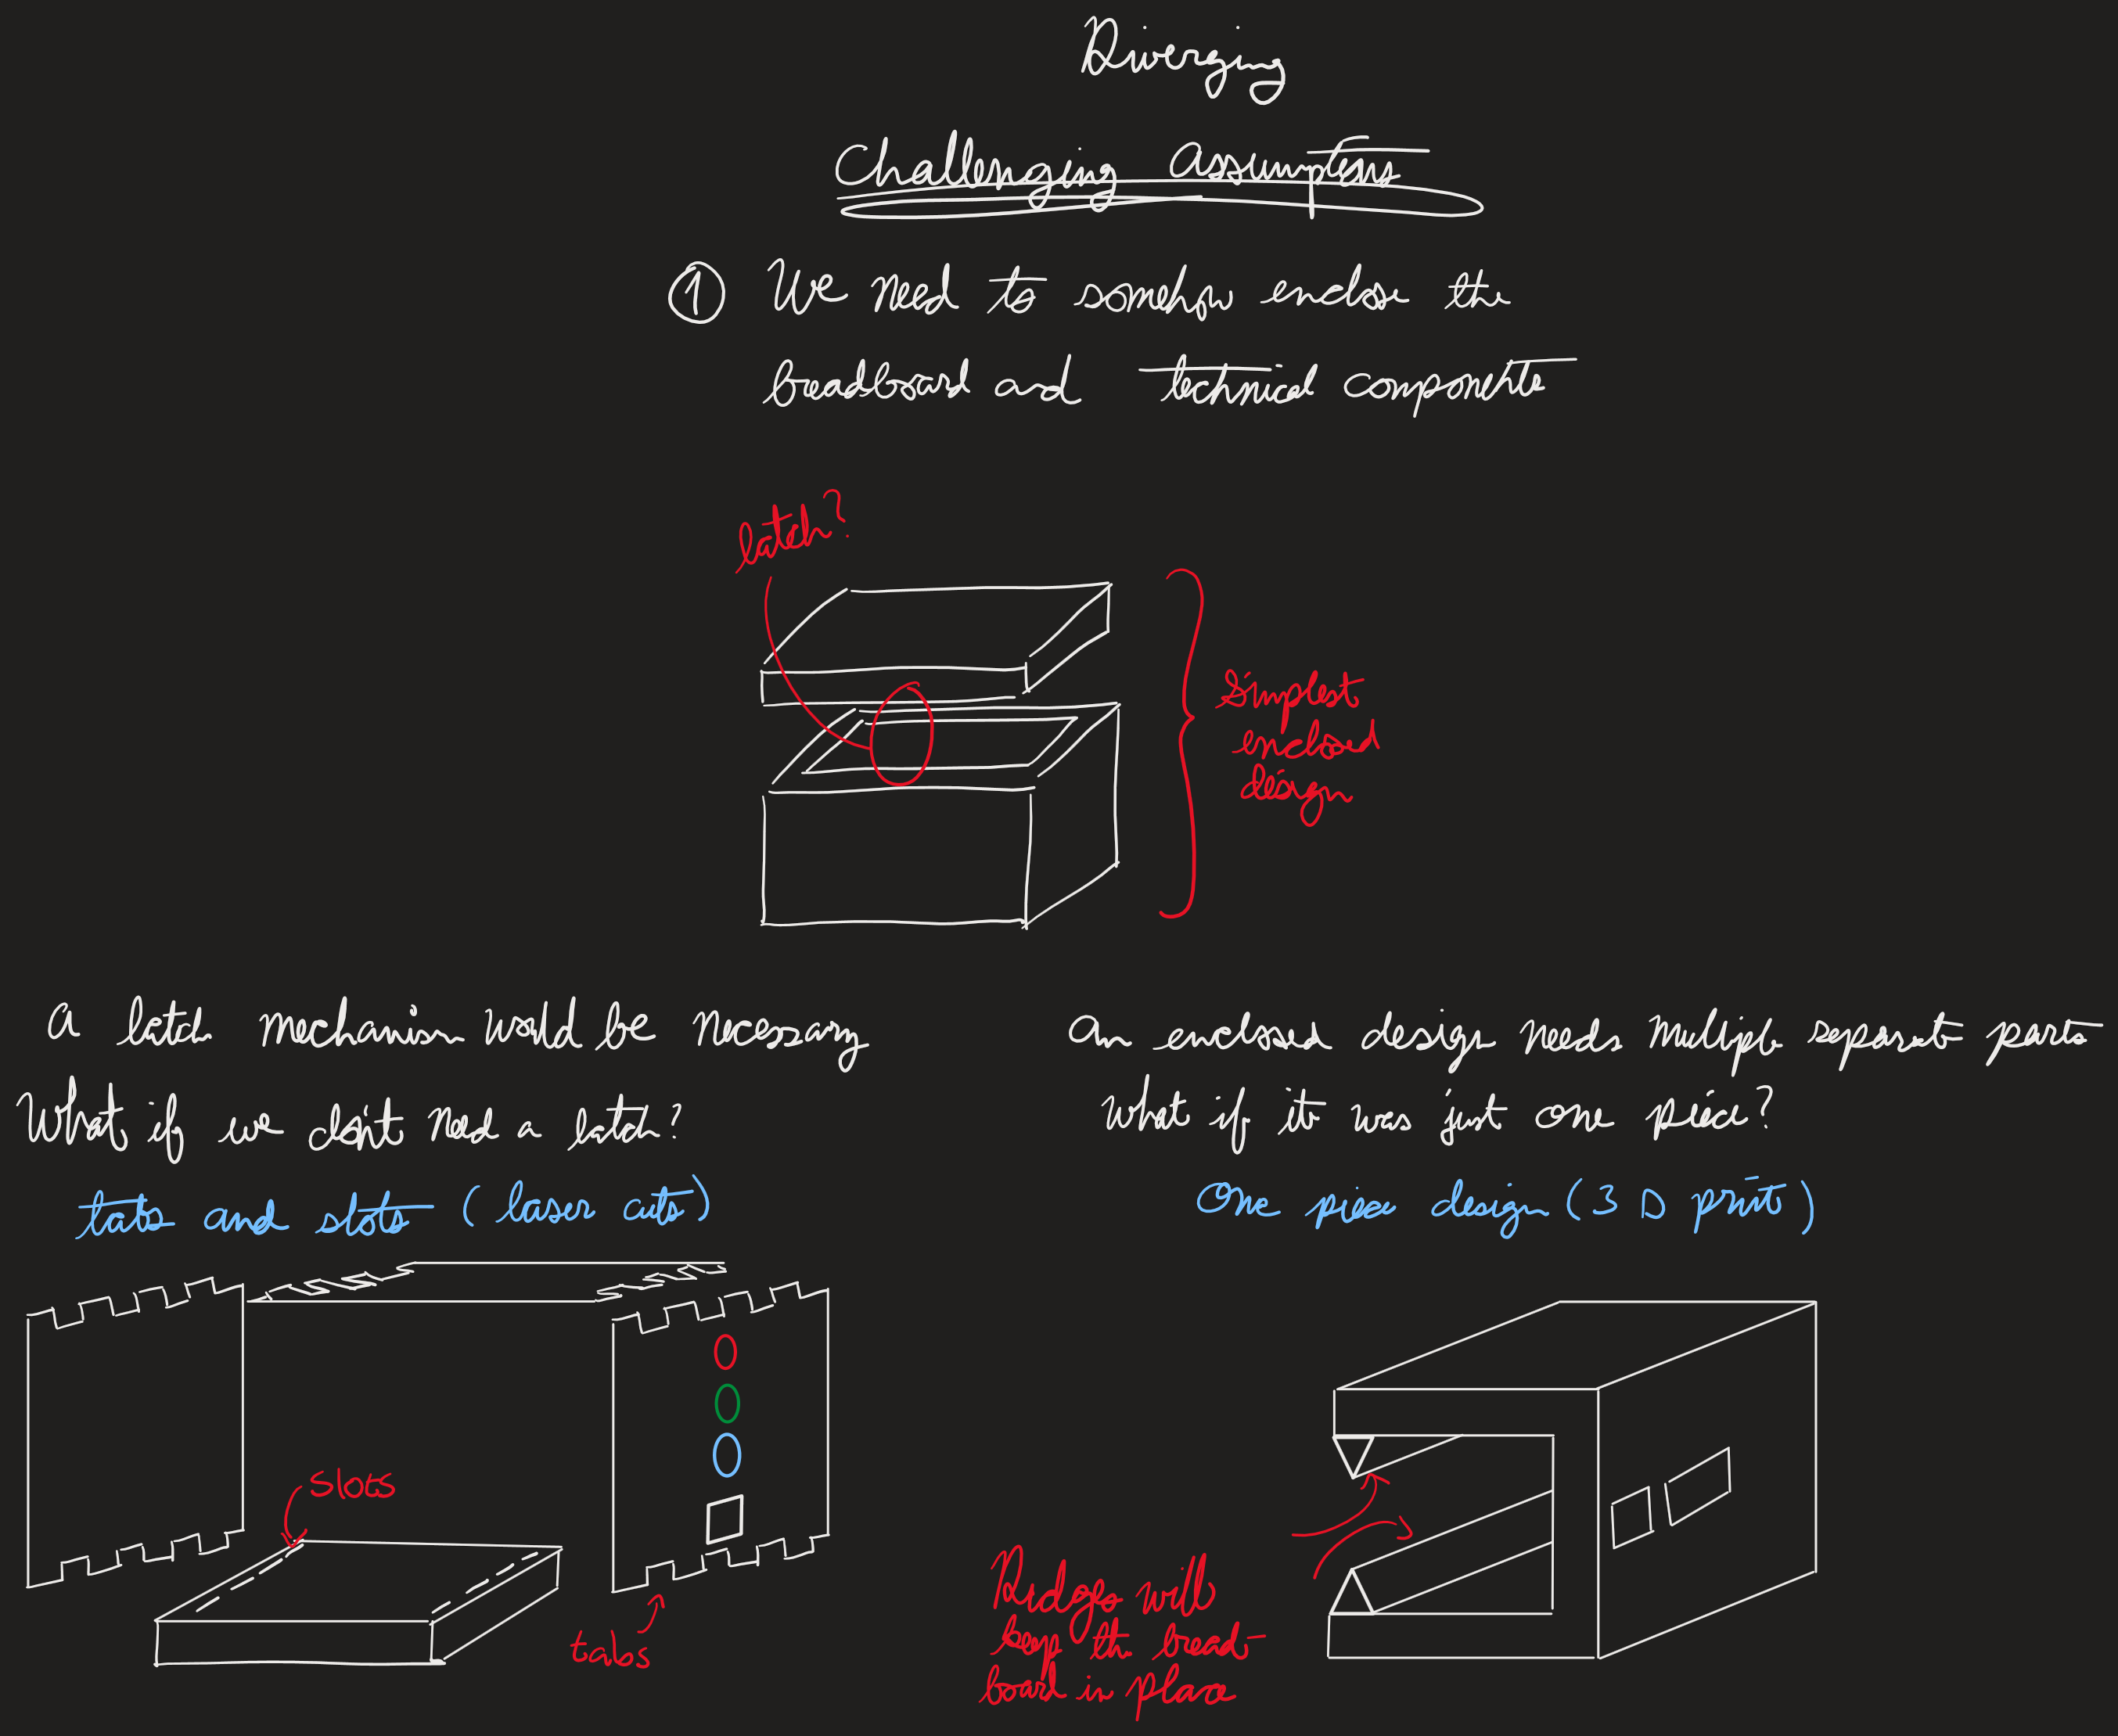 Diverging
Challenging assumptions
① We need to somehow enclose the
breadboard and technical components
latch?
Simplest
enclosed
design
A latch mechanism would be necessary
What if we don't need a latch?
tabs and slots (laser cuts)
slots
tabs
An enclosed design needs multiple separate parts
What if it was just one piece?
One piece design (3D print)
Ridges will
keep the bread-
board in place